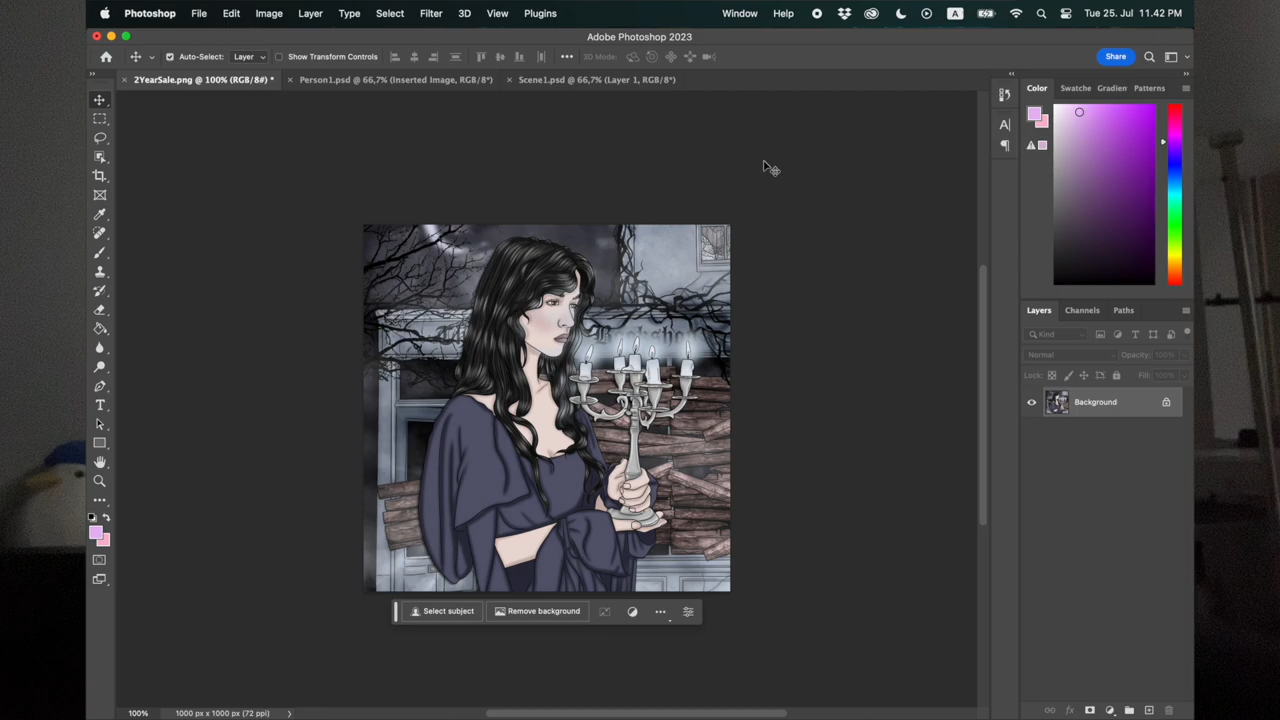 Photoshop File Edit Image Layer Type Select Filter 3D View Plugins Window Help A Tue 25. Jul 11.42 PM
Adobe Photoshop 2023
Auto-Select: Layer Show Transform Controls 3D Mode: Share
2YearSale.png @ 100% (RGB/8#) * Person1.psd @ 66,7% (Inserted Image, RGB/8*) Scene1.psd @ 66,7% (Layer 1, RGB/8*)
Color Swatche Gradien Patterns
Layers Channels Paths
Kind
Normal Opacity: 100%
Lock: Fill: 100%
Background
Bookshop
Select subject Remove background
100% 1000 px x 1000 px (72 ppi)